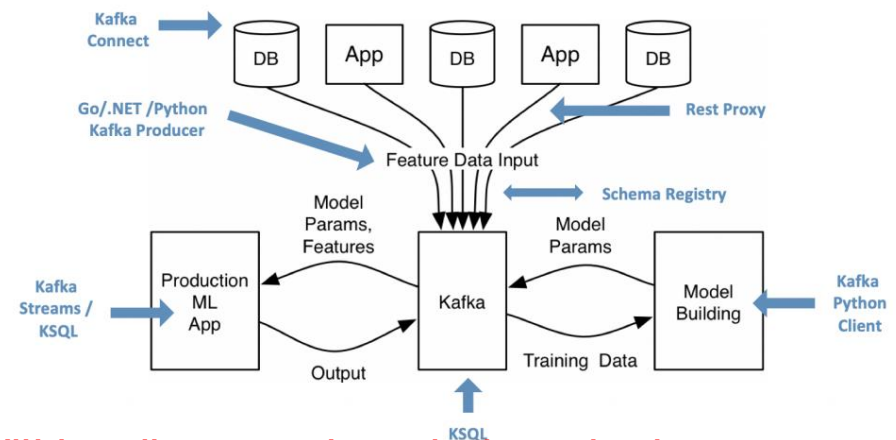 Kafka
Connect
DB
App
DB
App
DB
Go/.NET /Python
Kafka Producer
Rest Proxy
Feature Data Input
Schema Registry
Model
Params,
Features
Model
Params
Kafka
Streams /
KSQL
Production
ML
App
Kafka
Model
Building
Kafka
Python
Client
Output
Training Data
KSQL